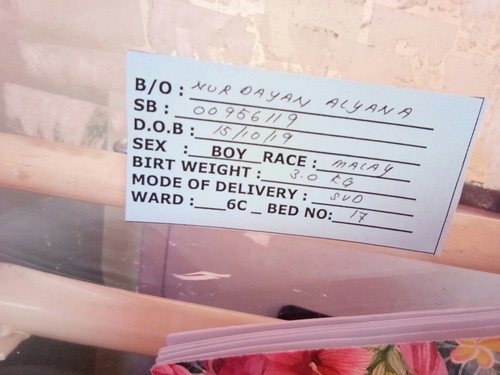 B/O : NUR DAYAN ALYANA
SB : 00956119
D.O.B : 15/10/19
SEX : BOY RACE : MALAY
BIRT WEIGHT : 3.0 KG
MODE OF DELIVERY : SVD
WARD : 6C BED NO: 17